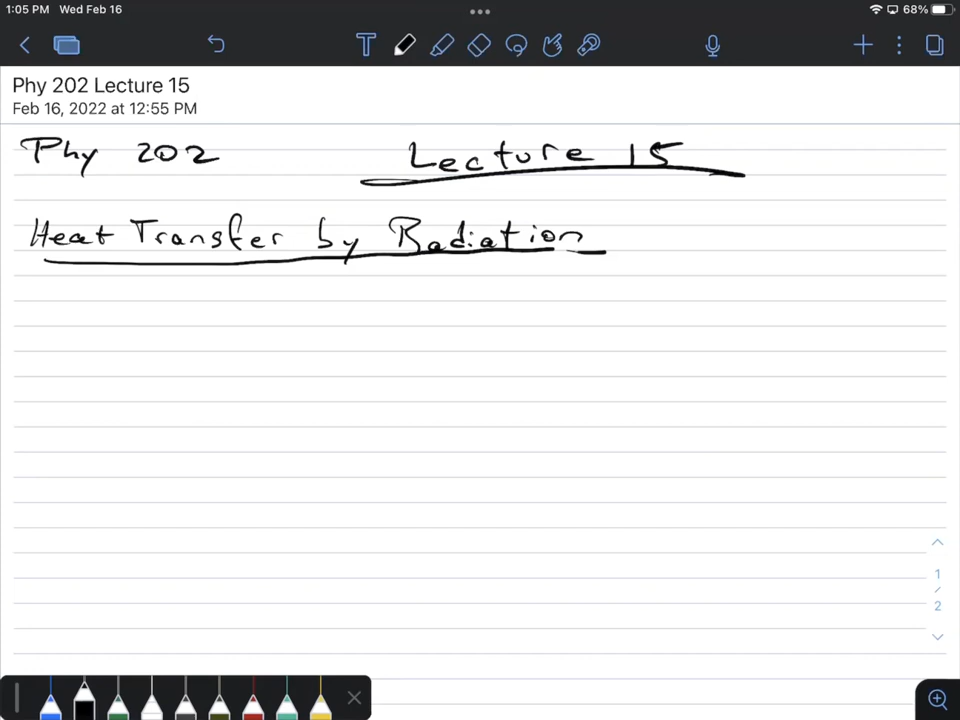 1:05 PM Wed Feb 16
68%
Phy 202 Lecture 15
Feb 16, 2022 at 12:55 PM
Phy 202 Lecture 15
Heat Transfer by Radiation
1
/
2